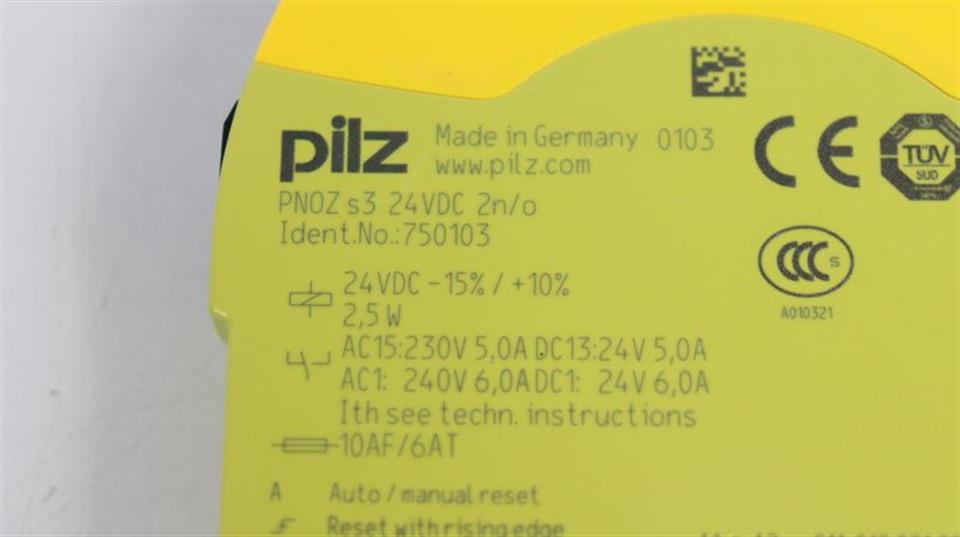 pilz Made in Germany 0103
www.pilz.com
CE TÜV SÜD
PNOZ s3 24VDC 2n/o
Ident.No.:750103
CCC S
A010321
24VDC -15% / +10%
2,5 W
AC15:230V 5,0A DC13:24V 5,0A
AC1: 240V 6,0A DC1: 24V 6,0A
Ith see techn. instructions
10AF/6AT
A Auto / manual reset
Reset with rising edge